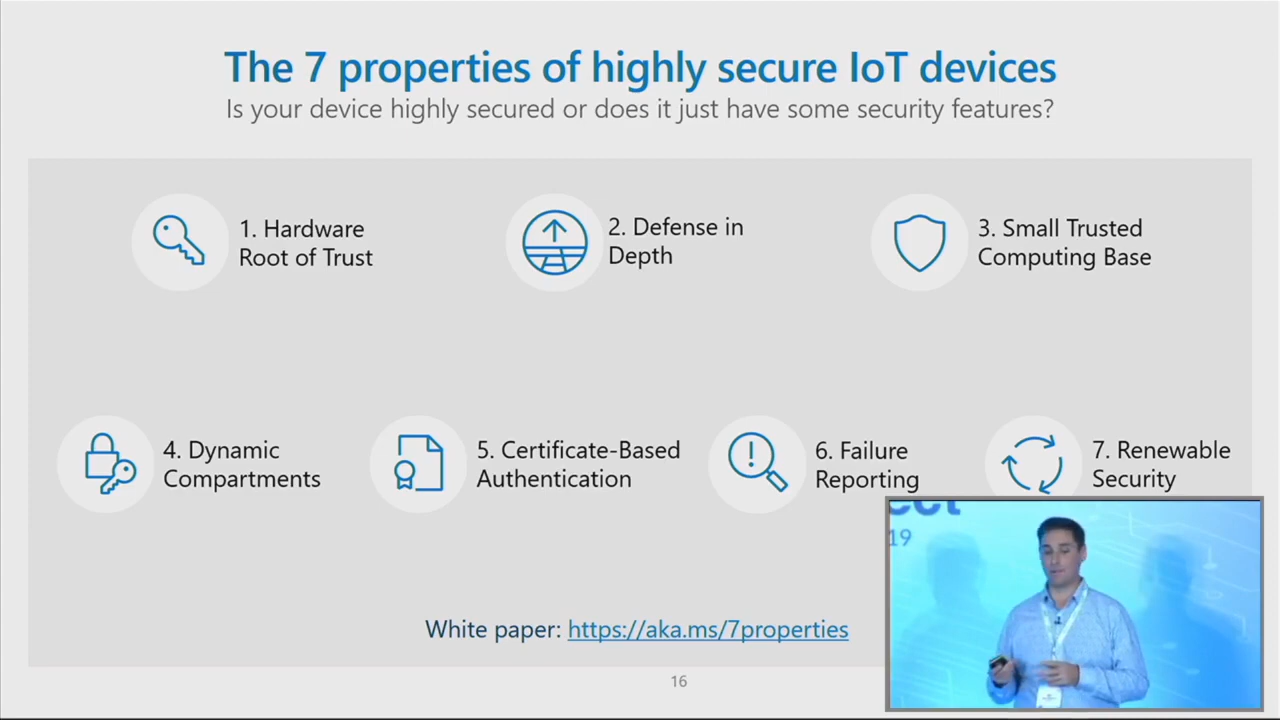 The 7 properties of highly secure IoT devices
Is your device highly secured or does it just have some security features?
1. Hardware
Root of Trust
2. Defense in
Depth
3. Small Trusted
Computing Base
4. Dynamic
Compartments
5. Certificate-Based
Authentication
6. Failure
Reporting
7. Renewable
Security
White paper: https://aka.ms/7properties
16
19